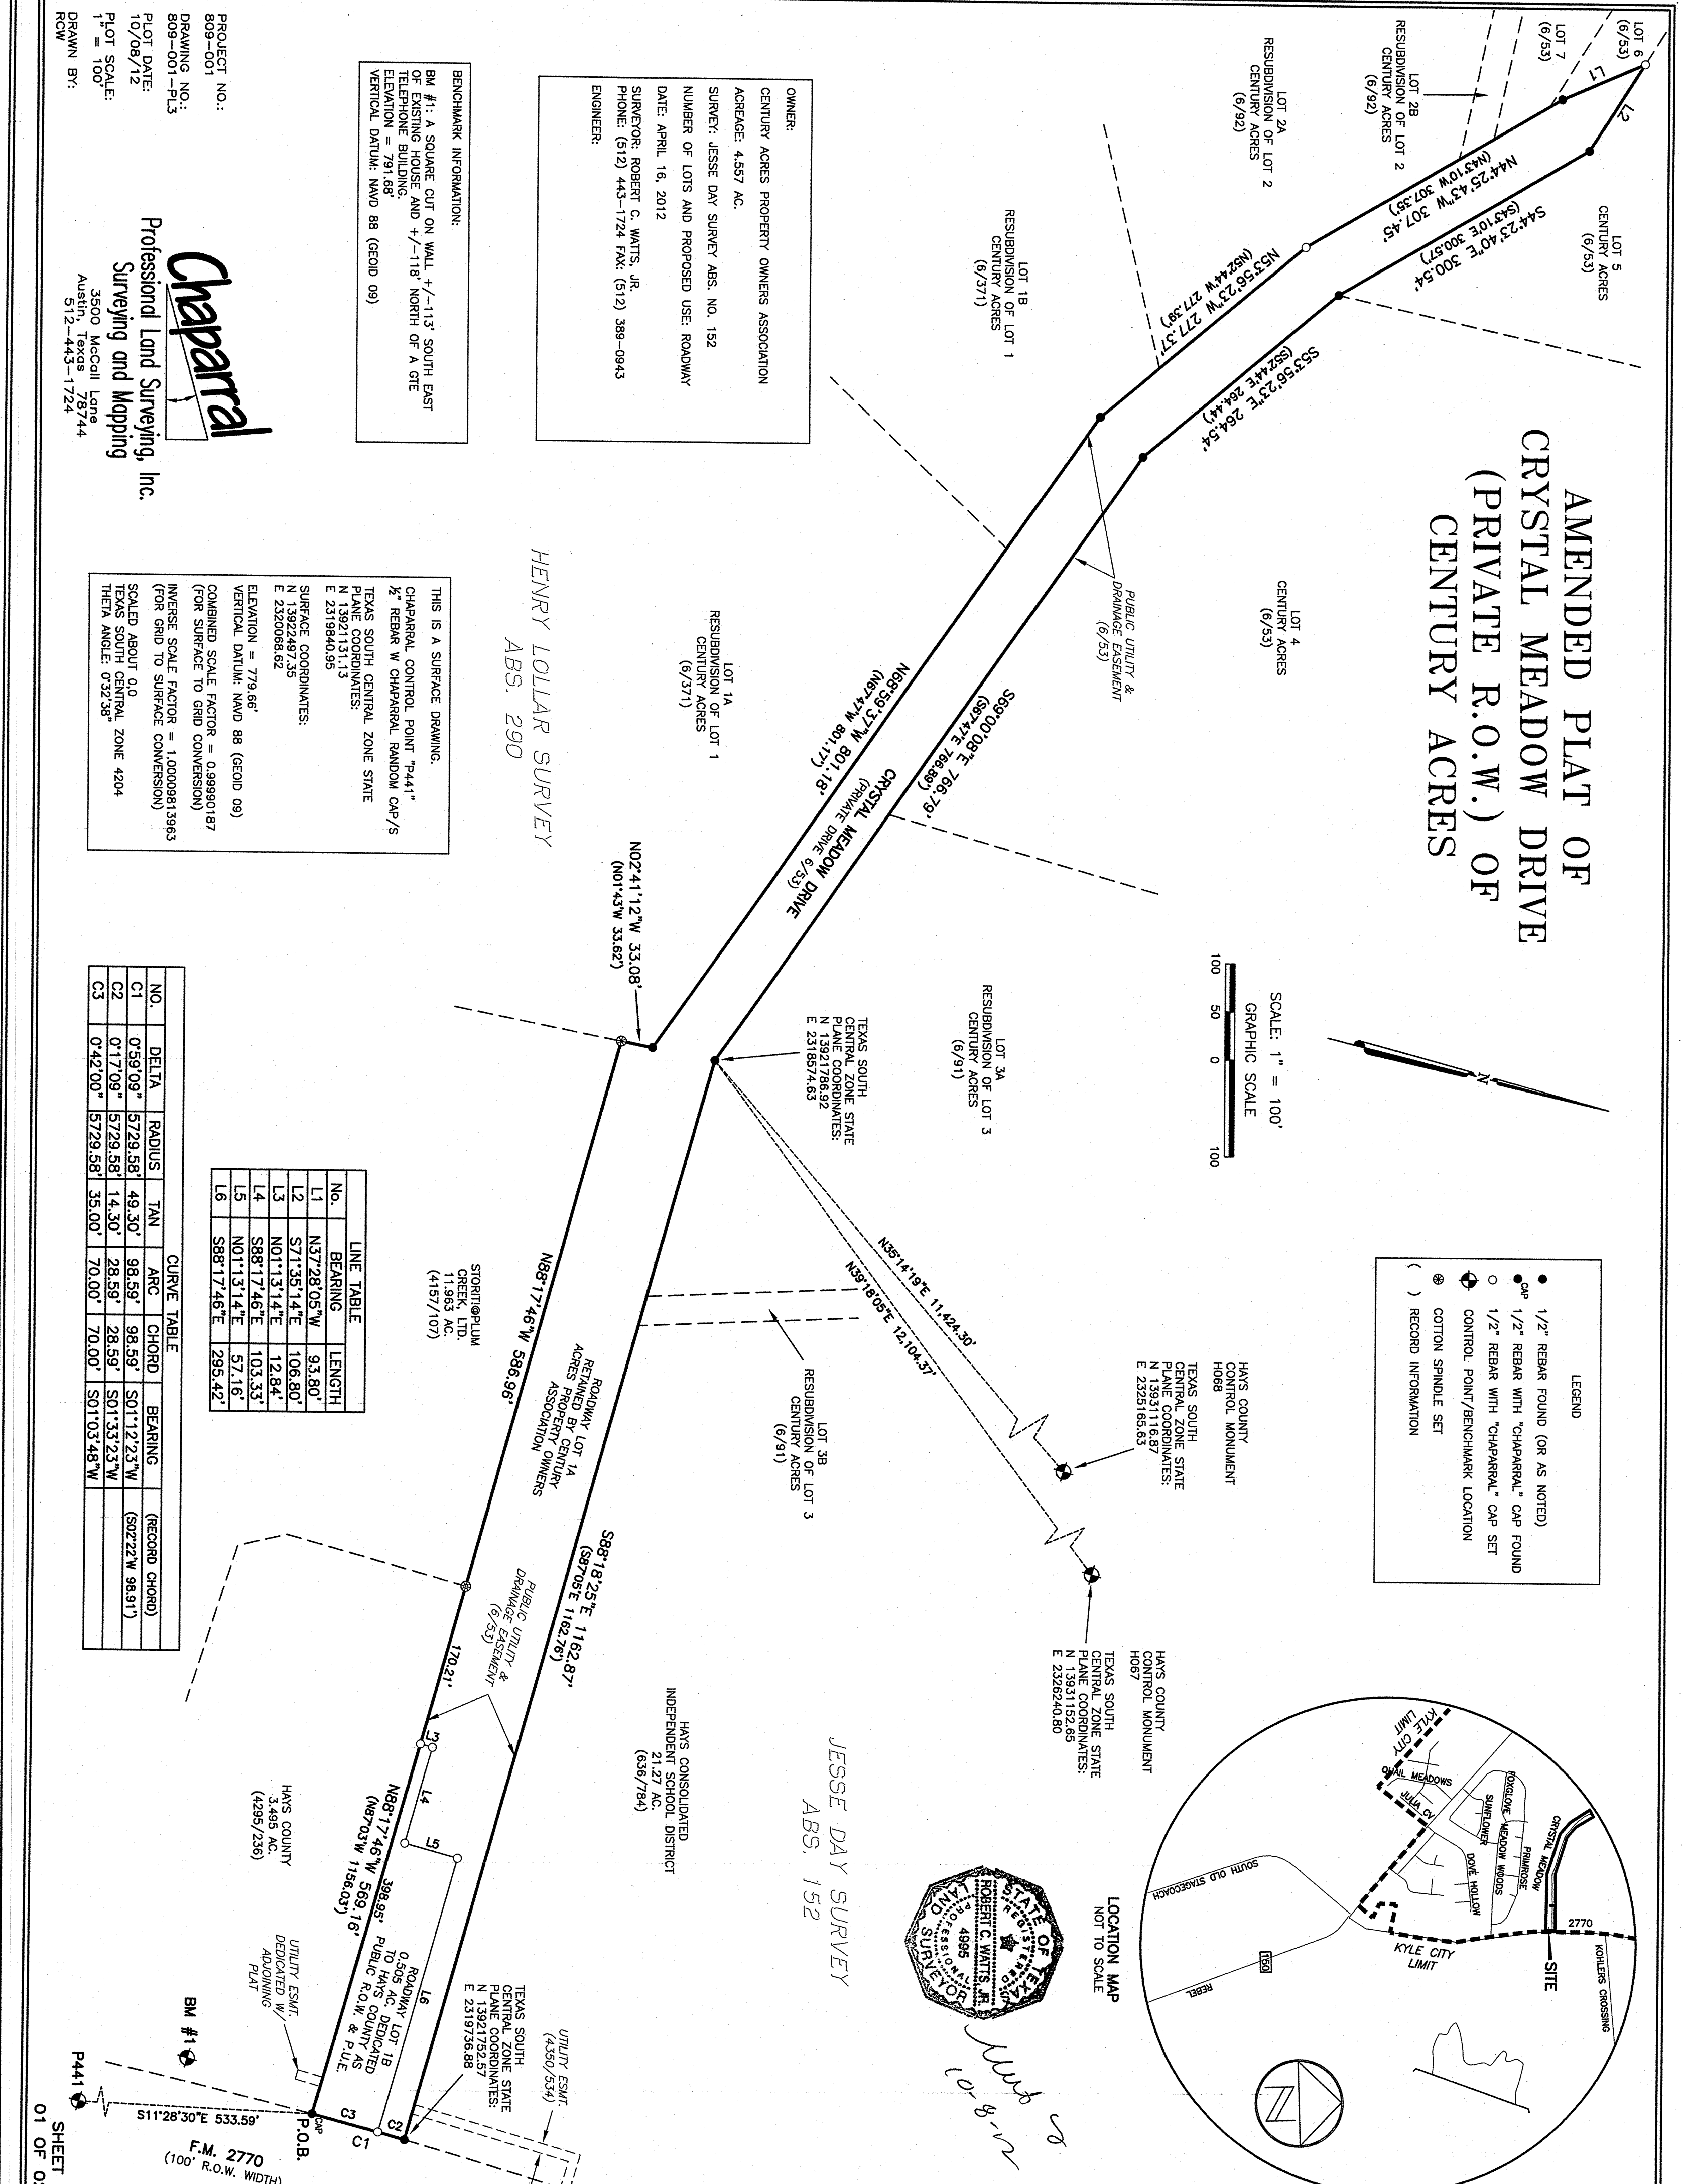 AMENDED PLAT OF
CRYSTAL MEADOW DRIVE
(PRIVATE R.O.W.) OF
CENTURY ACRES
SCALE: 1" = 100'
GRAPHIC SCALE
100 50 0 100
N
LEGEND
1/2" REBAR FOUND (OR AS NOTED)
CAP 1/2" REBAR WITH "CHAPARRAL" CAP FOUND
1/2" REBAR WITH "CHAPARRAL" CAP SET
CONTROL POINT/BENCHMARK LOCATION
COTTON SPINDLE SET
( ) RECORD INFORMATION
KYLE CITY
LIMIT
QUAIL MEADOWS
JULIA CV
FOXGLOVE
MEADOW WOODS
SUNFLOWER
PRIMROSE
DOVE HOLLOW
CRYSTAL MEADOW
2770
KOHLERS CROSSING
SITE
KYLE CITY
LIMIT
SOUTH OLD STAGECOACH
150
REBEL
N
LOCATION MAP
NOT TO SCALE
STATE OF TEXAS
REGISTERED
ROBERT C. WATTS, JR.
4995
PROFESSIONAL
LAND SURVEYOR
10-8-12
LOT 6
(6/53)
LOT 7
(6/53)
L1
L2
LOT 2B
RESUBDIVISION OF LOT 2
CENTURY ACRES
(6/92)
LOT 2A
RESUBDIVISION OF LOT 2
CENTURY ACRES
(6/92)
LOT 5
CENTURY ACRES
(6/53)
N44°25'43"W 307.45'
(N43°10'W 307.35')
S44°23'40"E 300.54'
(S43°10'E 300.57')
LOT 1B
RESUBDIVISION OF LOT 1
CENTURY ACRES
(6/371)
N53°56'23"W 277.37'
(N52°44'W 277.39')
S53°56'23"E 264.54'
(S52°44'E 264.44')
PUBLIC UTILITY &
DRAINAGE EASEMENT
(6/53)
LOT 4
CENTURY ACRES
(6/53)
LOT 1A
RESUBDIVISION OF LOT 1
CENTURY ACRES
(6/371)
N68°59'37"W 801.18'
(N67°47'W 801.17')
S69°00'08"E 766.79'
(S67°47'E 766.89')
CRYSTAL MEADOW DRIVE
(PRIVATE DRIVE 6/53)
N02°41'12"W 33.08'
(N01°43'W 33.62')
LOT 3A
RESUBDIVISION OF LOT 3
CENTURY ACRES
(6/91)
TEXAS SOUTH
CENTRAL ZONE STATE
PLANE COORDINATES:
N 13921786.92
E 2318574.63
N35°14'19"E 11,424.30'
N39°18'05"E 12,104.37'
HAYS COUNTY
CONTROL MONUMENT
H068
TEXAS SOUTH
CENTRAL ZONE STATE
PLANE COORDINATES:
N 13931116.87
E 2325165.63
HAYS COUNTY
CONTROL MONUMENT
H067
TEXAS SOUTH
CENTRAL ZONE STATE
PLANE COORDINATES:
N 13931152.65
E 2326240.80
LOT 3B
RESUBDIVISION OF LOT 3
CENTURY ACRES
(6/91)
N88°17'46"W 586.96'
ROADWAY LOT 1A
RETAINED BY CENTURY
ACRES PROPERTY OWNERS
ASSOCIATION
S88°18'25"E 1162.87'
(S87°05'E 1162.76')
PUBLIC UTILITY &
DRAINAGE EASEMENT
(6/53)
STORITI@PLUM
CREEK, LTD.
11.963 AC.
(4157/107)
HAYS CONSOLIDATED
INDEPENDENT SCHOOL DISTRICT
21.27 AC.
(636/784)
JESSE DAY SURVEY
ABS. 152
HENRY LOLLAR SURVEY
ABS. 290
170.21'
L3
L4
L5
L6
398.95'
N88°17'46"W 569.16'
(N87°03'W 1156.03')
ROADWAY LOT 1B
0.505 AC. DEDICATED
TO HAYS COUNTY AS
PUBLIC R.O.W. & P.U.E.
HAYS COUNTY
3.495 AC.
(4295/236)
UTILITY ESMT.
DEDICATED W/
ADJOINING
PLAT
TEXAS SOUTH
CENTRAL ZONE STATE
PLANE COORDINATES:
N 13921752.57
E 2319736.88
UTILITY ESMT.
(4350/534)
C3
C2
C1
CAP
P.O.B.
BM #1
P441
S11°28'30"E 533.59'
F.M. 2770
(100' R.O.W. WIDTH)
OWNER:
CENTURY ACRES PROPERTY OWNERS ASSOCIATION
ACREAGE: 4.557 AC.
SURVEY: JESSE DAY SURVEY ABS. NO. 152
NUMBER OF LOTS AND PROPOSED USE: ROADWAY
DATE: APRIL 16, 2012
SURVEYOR: ROBERT C. WATTS, JR.
PHONE: (512) 443-1724 FAX: (512) 389-0943
ENGINEER:
BENCHMARK INFORMATION:
BM #1: A SQUARE CUT ON WALL +/-113' SOUTH EAST
OF EXISTING HOUSE AND +/-118' NORTH OF A GTE
TELEPHONE BUILDING.
ELEVATION = 791.68'
VERTICAL DATUM: NAVD 88 (GEOID 09)
THIS IS A SURFACE DRAWING.
CHAPARRAL CONTROL POINT "P441"
½" REBAR W CHAPARRAL RANDOM CAP/S
TEXAS SOUTH CENTRAL ZONE STATE
PLANE COORDINATES:
N 13921131.13
E 2319840.95
SURFACE COORDINATES:
N 13922497.35
E 2320068.62
ELEVATION = 779.66'
VERTICAL DATUM: NAVD 88 (GEOID 09)
COMBINED SCALE FACTOR = 0.99990187
(FOR SURFACE TO GRID CONVERSION)
INVERSE SCALE FACTOR = 1.00009813963
(FOR GRID TO SURFACE CONVERSION)
SCALED ABOUT 0,0
TEXAS SOUTH CENTRAL ZONE 4204
THETA ANGLE: 0°32'38"
LINE TABLE
No. BEARING LENGTH
L1 N37°28'05"W 93.80'
L2 S71°35'14"E 106.80'
L3 N01°13'14"E 12.84'
L4 S88°17'46"E 103.33'
L5 N01°13'14"E 57.16'
L6 S88°17'46"E 295.42'
CURVE TABLE
NO. DELTA RADIUS TAN ARC CHORD BEARING (RECORD CHORD)
C1 0°59'09" 5729.58' 49.30' 98.59' 98.59' S01°12'23"W (S02°22'W 98.91')
C2 0°17'09" 5729.58' 14.30' 28.59' 28.59' S01°33'23"W
C3 0°42'00" 5729.58' 35.00' 70.00' 70.00' S01°03'48"W
Chaparral
Professional Land Surveying, Inc.
Surveying and Mapping
3500 McCall Lane
Austin, Texas 78744
512-443-1724
PROJECT NO.:
809-001
DRAWING NO.:
809-001-PL3
PLOT DATE:
10/08/12
PLOT SCALE:
1" = 100'
DRAWN BY:
RCW
SHEET
01 OF